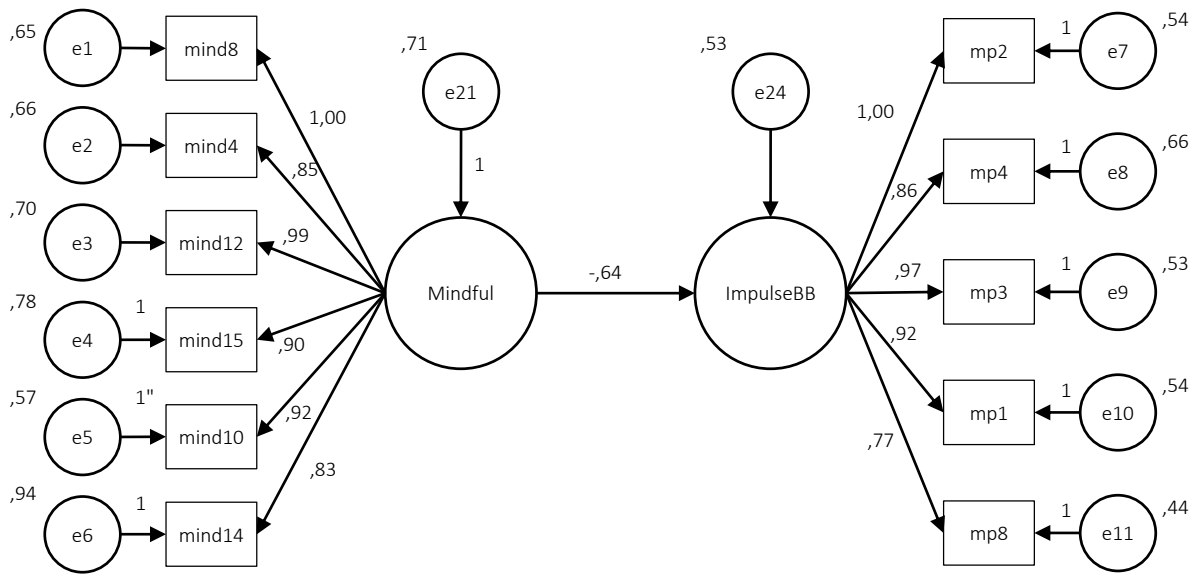 ,65
e1
mind8
,66
e2
mind4
,70
e3
mind12
,78
e4
1
mind15
,57
e5
1"
mind10
,94
e6
1
mind14
1,00
,85
,99
,90
,92
,83
,71
e21
1
Mindful
-,64
,53
e24
ImpulseBB
1,00
,86
,97
,92
,77
mp2
1
e7
,54
mp4
1
e8
,66
mp3
1
e9
,53
mp1
1
e10
,54
mp8
1
e11
,44